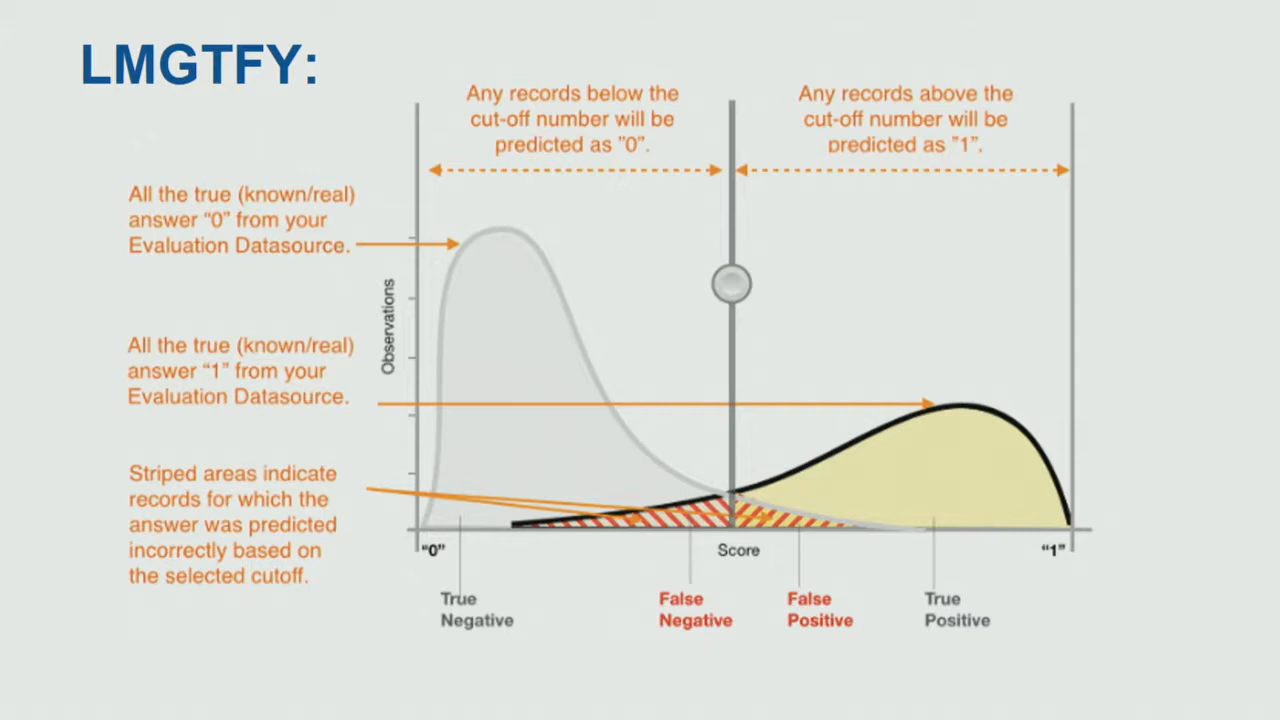 LMGTFY:
Any records below the
cut-off number will be
predicted as "0".
Any records above the
cut-off number will be
predicted as "1".
All the true (known/real)
answer “0” from your
Evaluation Datasource.
All the true (known/real)
answer “1” from your
Evaluation Datasource.
Striped areas indicate
records for which the
answer was predicted
incorrectly based on
the selected cutoff.
Observations
“0”
Score
“1”
True
Negative
False
Negative
False
Positive
True
Positive